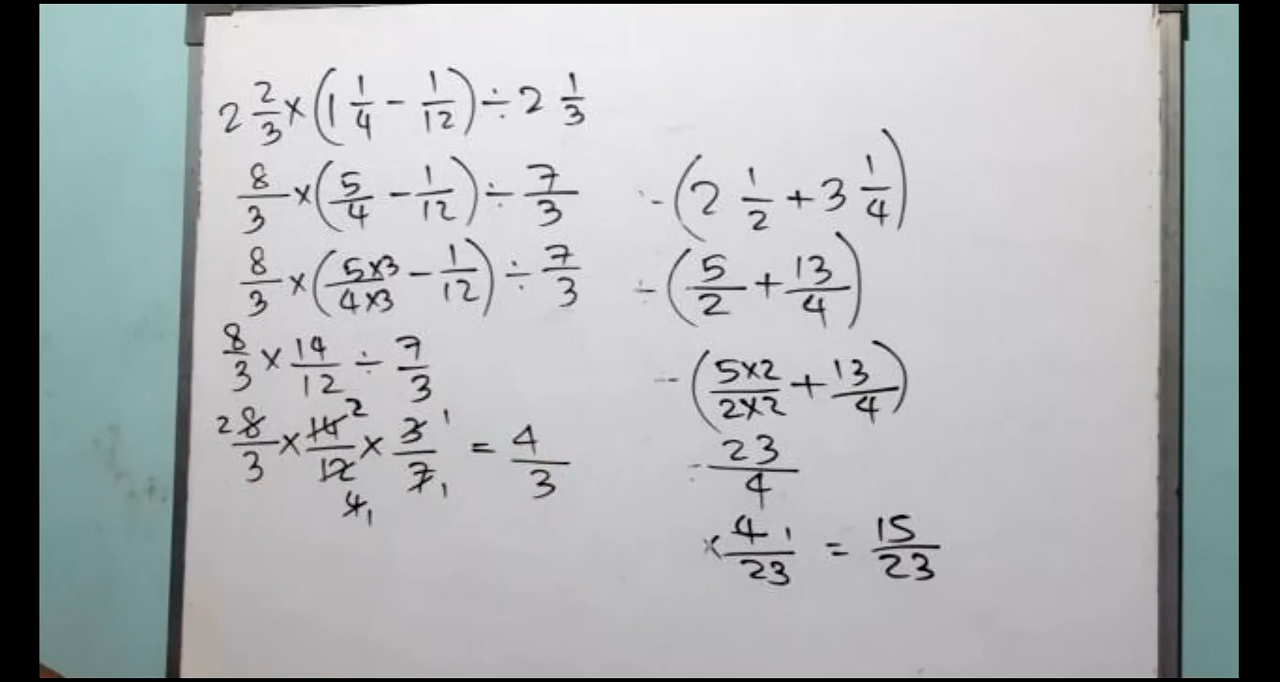 2 2/3 × (1 1/4 − 1/12) ÷ 2 1/3
8/3 × (5/4 − 1/12) ÷ 7/3
8/3 × (5×3/4×3 − 1/12) ÷ 7/3
8/3 × 14/12 ÷ 7/3
2 8/3 × 14 2/12 4 1 × 3 1/7 1 = 4/3
÷ (2 1/2 + 3 1/4)
÷ (5/2 + 13/4)
÷ (5×2/2×2 + 13/4)
÷ 23/4
× 4 1/23 = 15/23